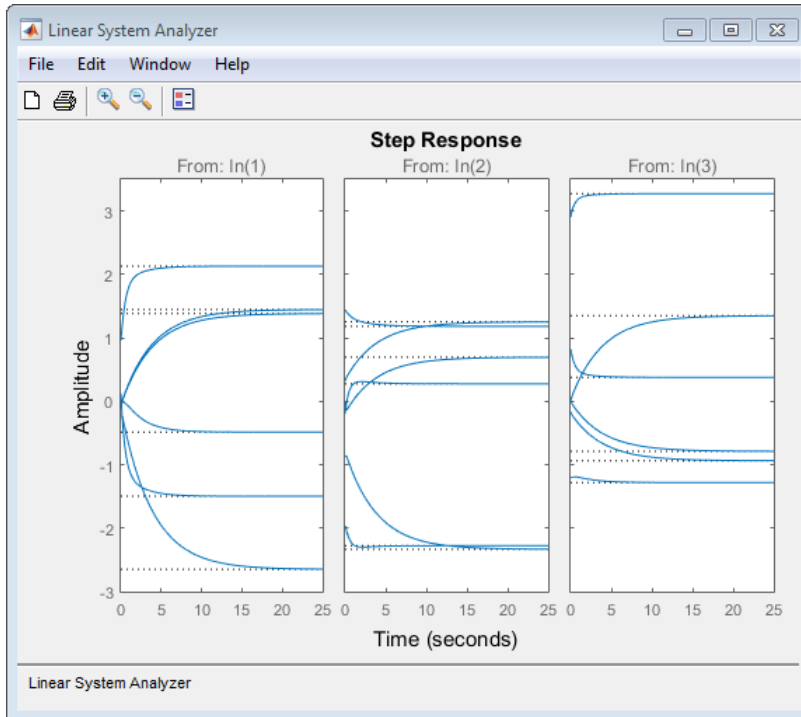 Linear System Analyzer
File Edit Window Help
Step Response
From: In(1) From: In(2) From: In(3)
3
2
1
0
-1
-2
-3
Amplitude
0 5 10 15 20 25 0 5 10 15 20 25 0 5 10 15 20 25
Time (seconds)
Linear System Analyzer